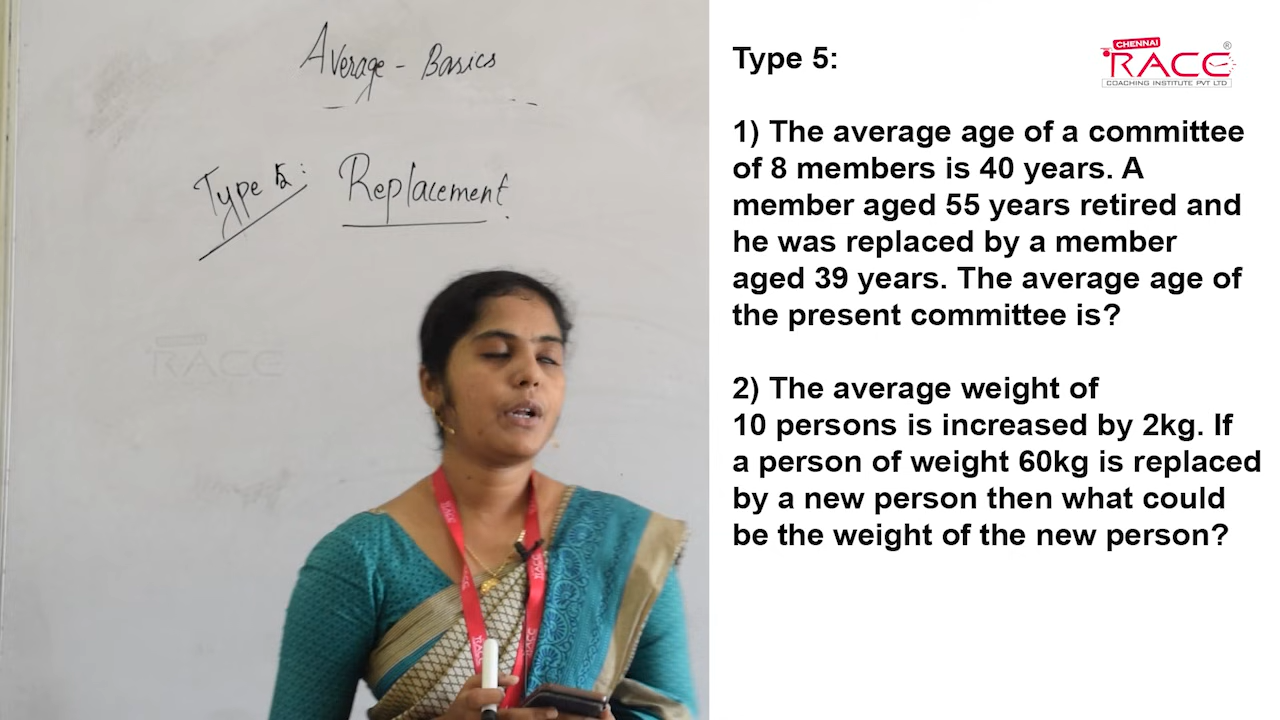 Average - Basics
Type 5: Replacement
RACE
RACE
RACE
RACE
Type 5:
CHENNAI
RACE®
COACHING INSTITUTE PVT LTD
1) The average age of a committee
of 8 members is 40 years. A
member aged 55 years retired and
he was replaced by a member
aged 39 years. The average age of
the present committee is?
2) The average weight of
10 persons is increased by 2kg. If
a person of weight 60kg is replaced
by a new person then what could
be the weight of the new person?